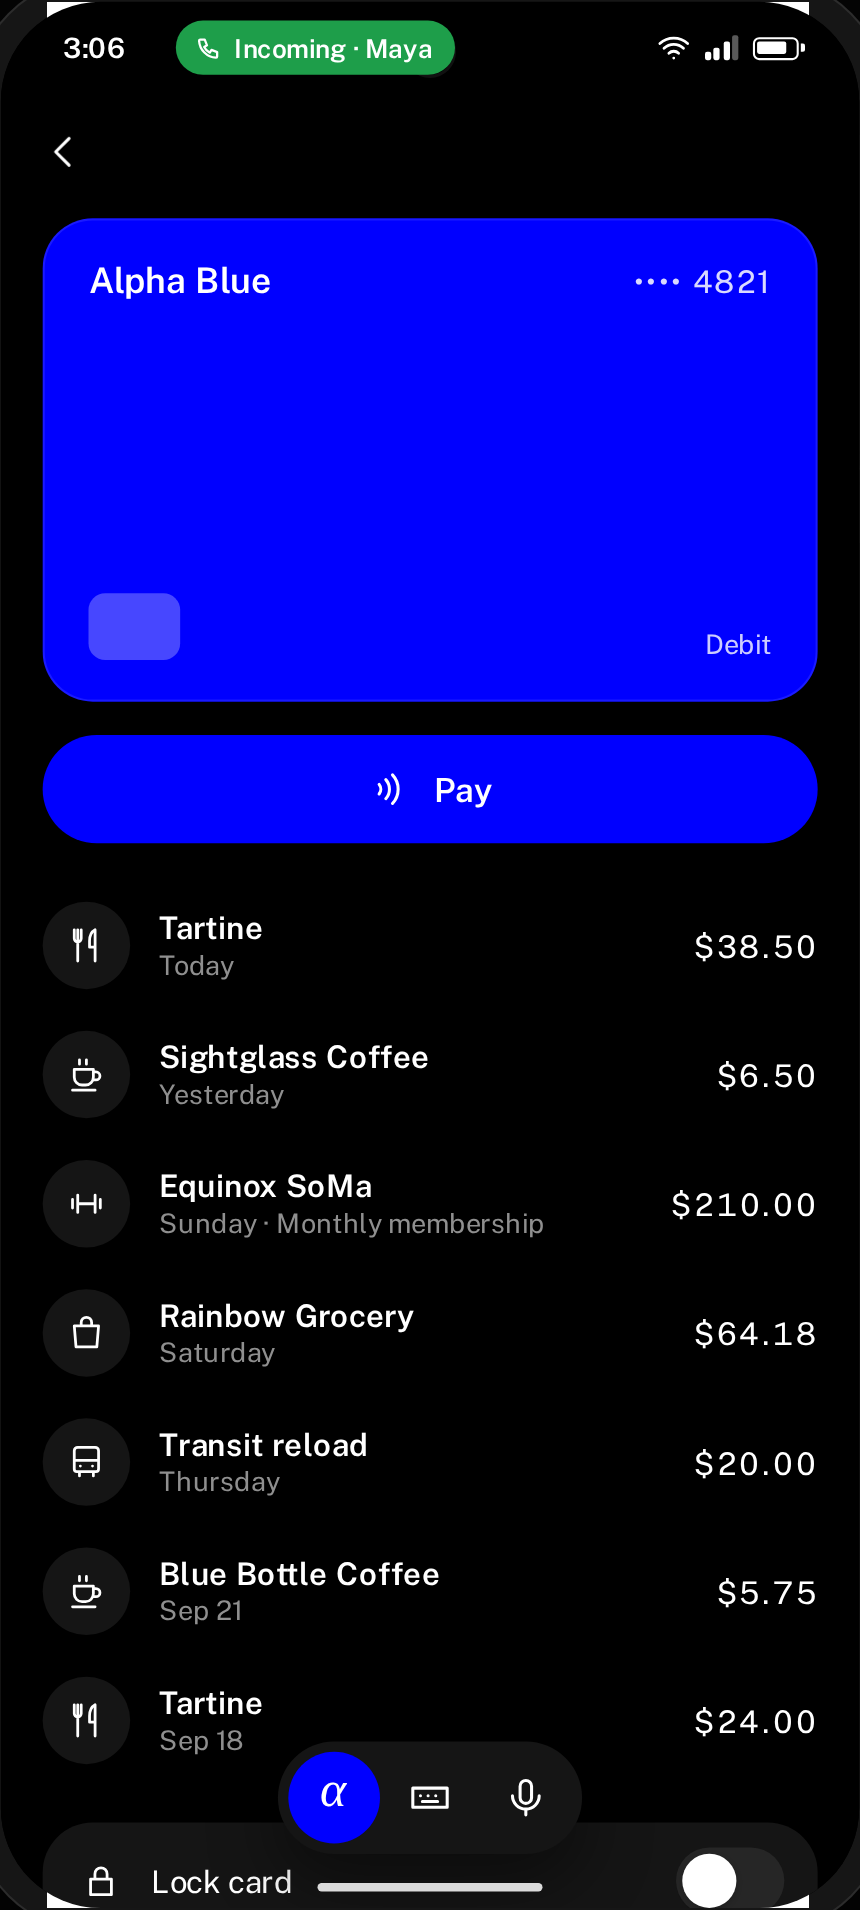 3:06
Incoming · Maya
Alpha Blue
•••• 4821
Debit
Pay
Tartine
Today
$38.50
Sightglass Coffee
Yesterday
$6.50
Equinox SoMa
Sunday · Monthly membership
$210.00
Rainbow Grocery
Saturday
$64.18
Transit reload
Thursday
$20.00
Blue Bottle Coffee
Sep 21
$5.75
Tartine
Sep 18
$24.00
α
Lock card